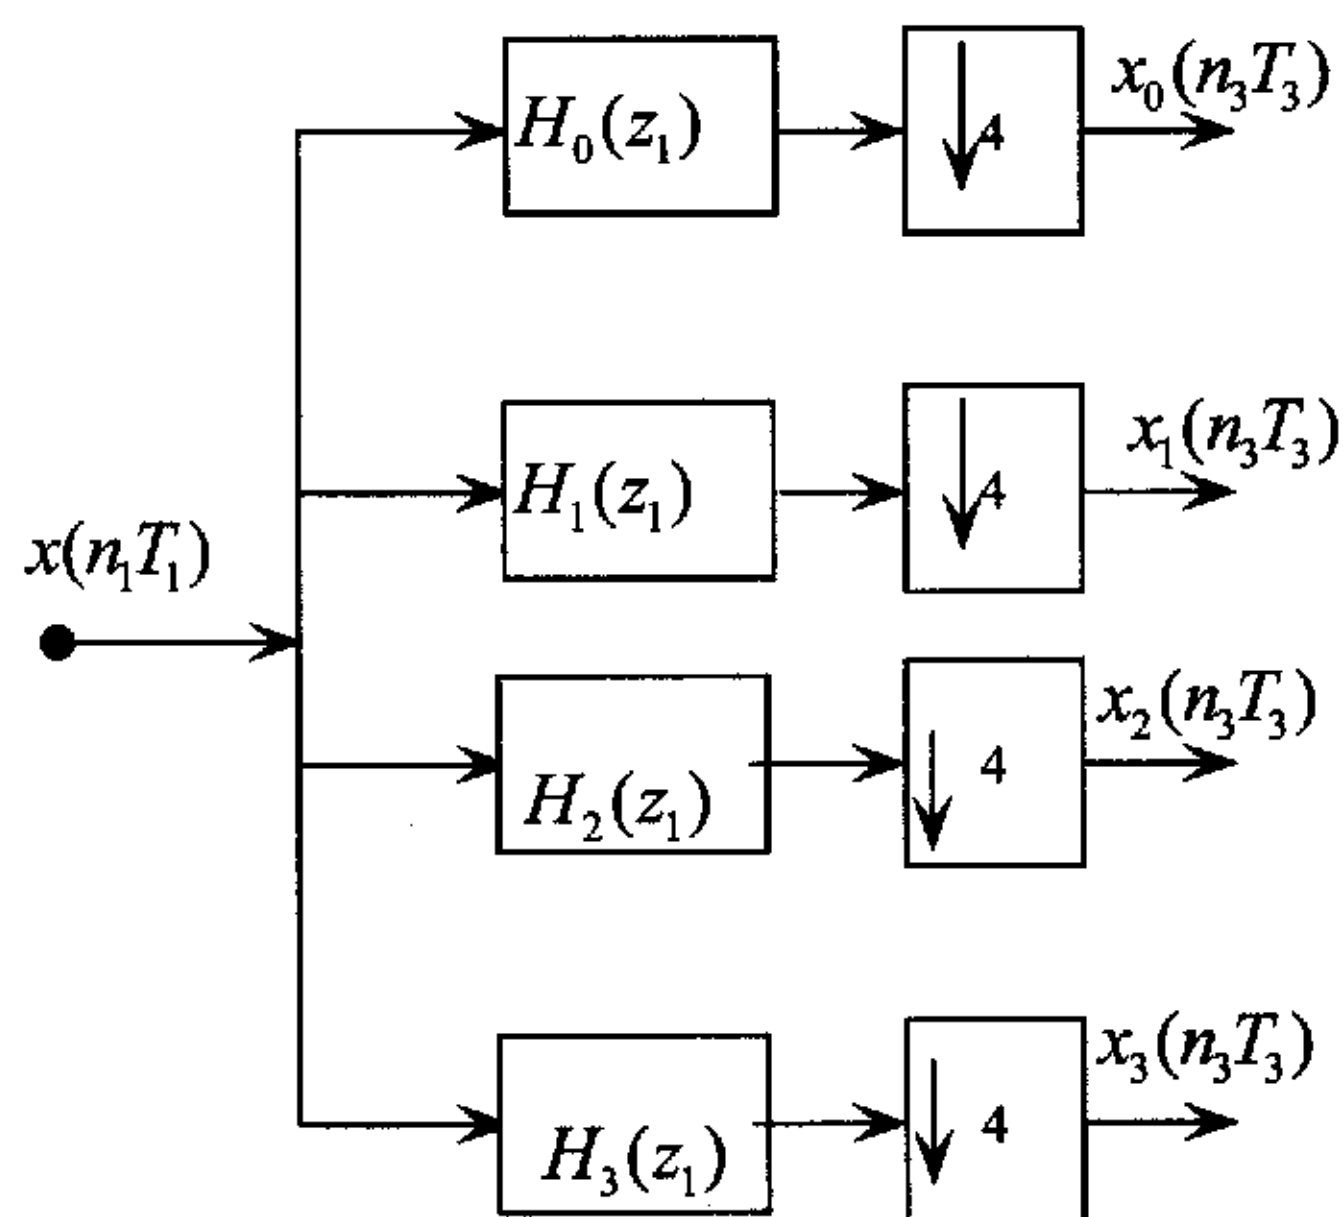 H₀(z₁) 4 x₀(n₃T₃)
H₁(z₁) 4 x₁(n₃T₃)
x(n₁T₁)
H₂(z₁) 4 x₂(n₃T₃)
H₃(z₁) 4 x₃(n₃T₃)